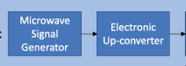 Microwave
Signal
Generator
Electronic
Up-converter